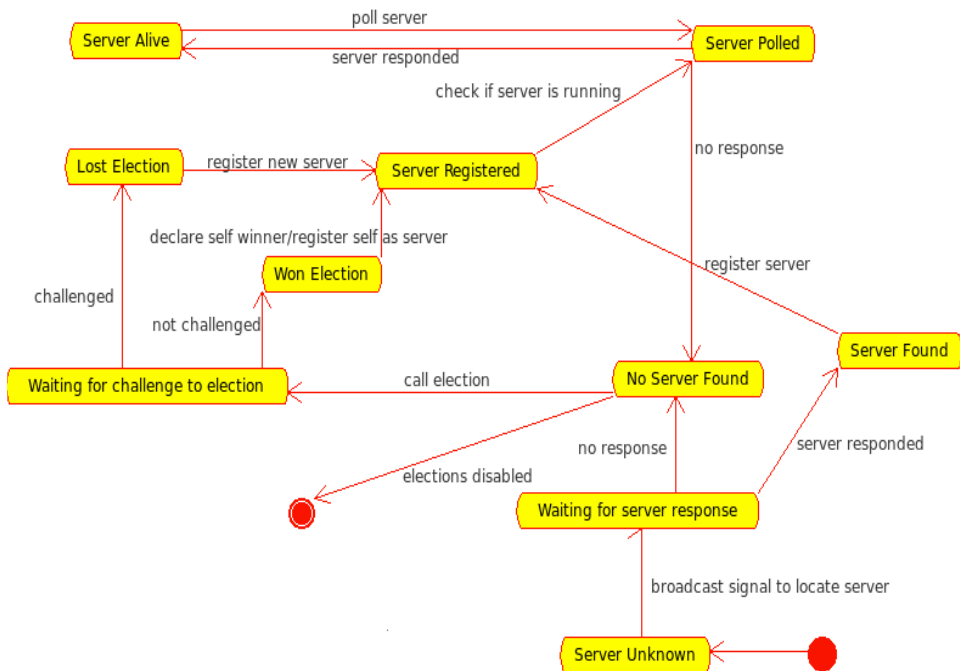 poll server
Server Alive
Server Polled
server responded
check if server is running
no response
Lost Election
register new server
Server Registered
declare self winner/register self as server
register server
Won Election
challenged
not challenged
Server Found
Waiting for challenge to election
call election
No Server Found
no response
server responded
elections disabled
Waiting for server response
broadcast signal to locate server
Server Unknown